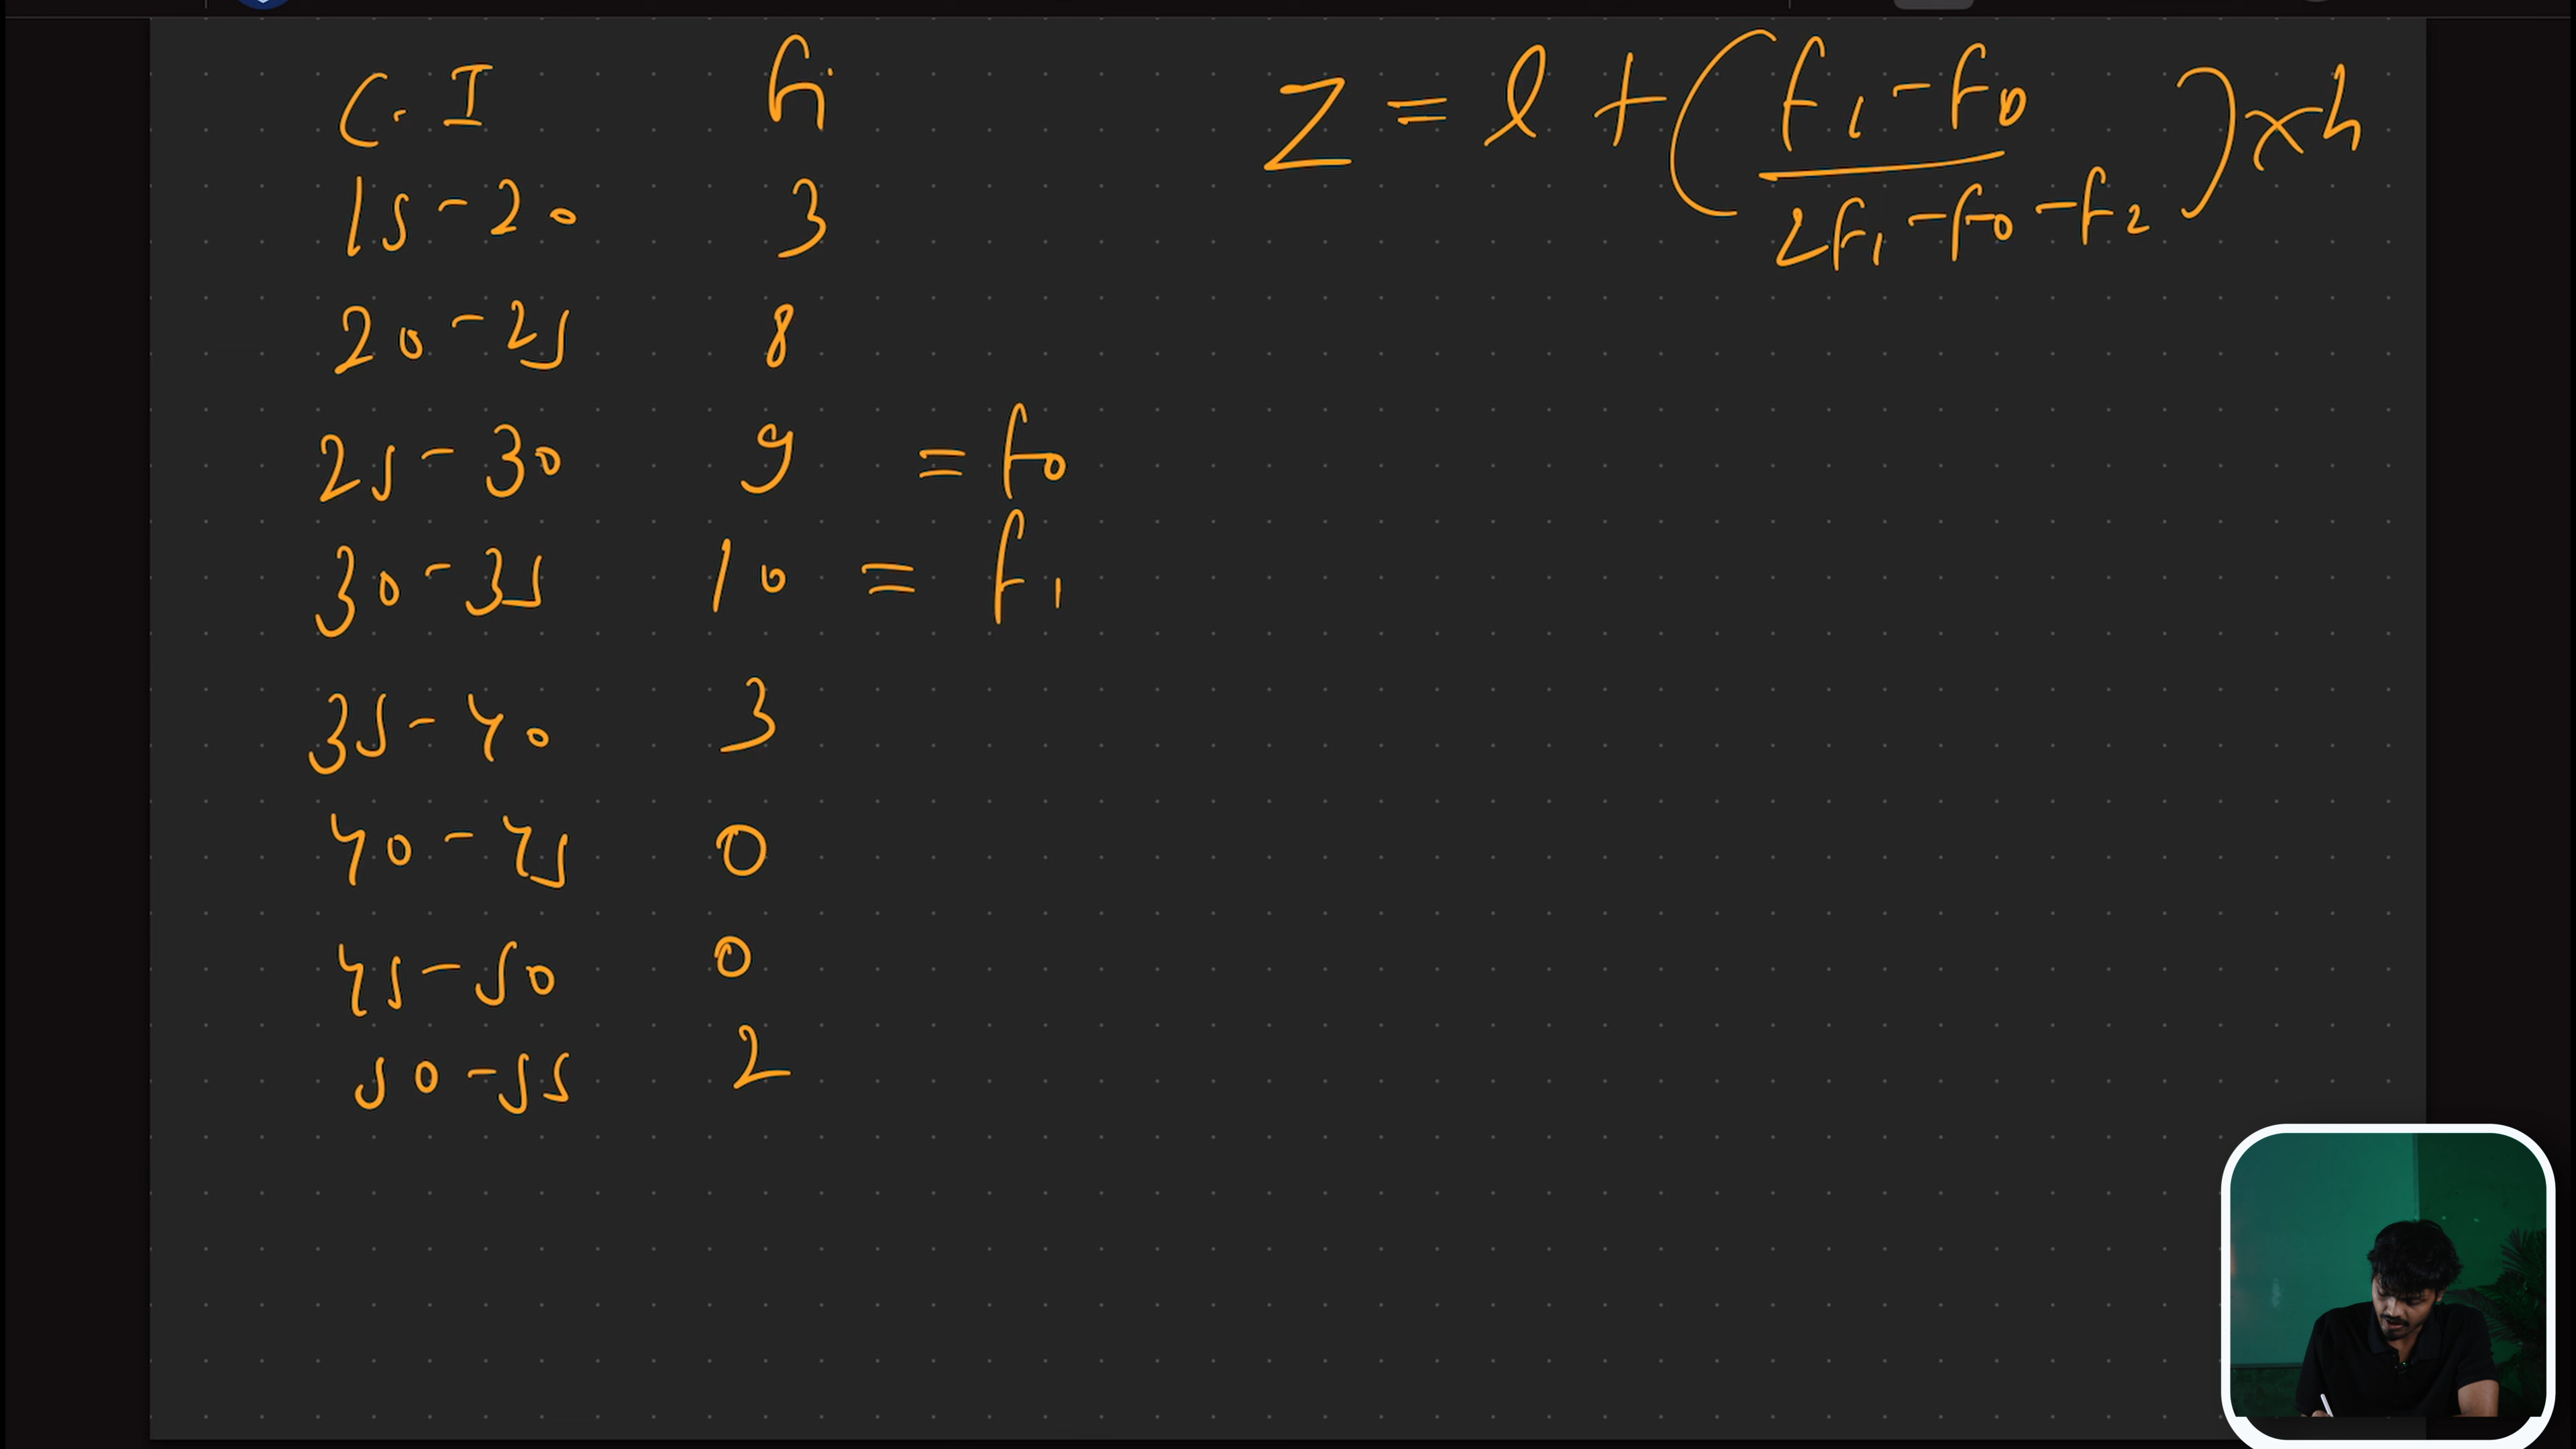 C.I fi
15-20 3
20-25 8
25-30 9 = f0
30-35 10 = f1
35-40 3
40-45 0
45-50 0
50-55 2
Z = l + (f1-f0 / 2f1-f0-f2) xh